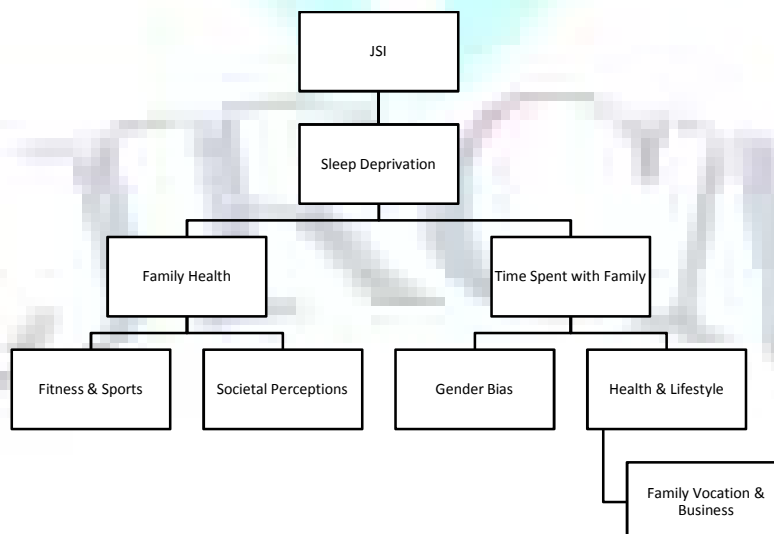 JSI
Sleep Deprivation
Family Health
Time Spent with Family
Fitness & Sports
Societal Perceptions
Gender Bias
Health & Lifestyle
Family Vocation &
Business